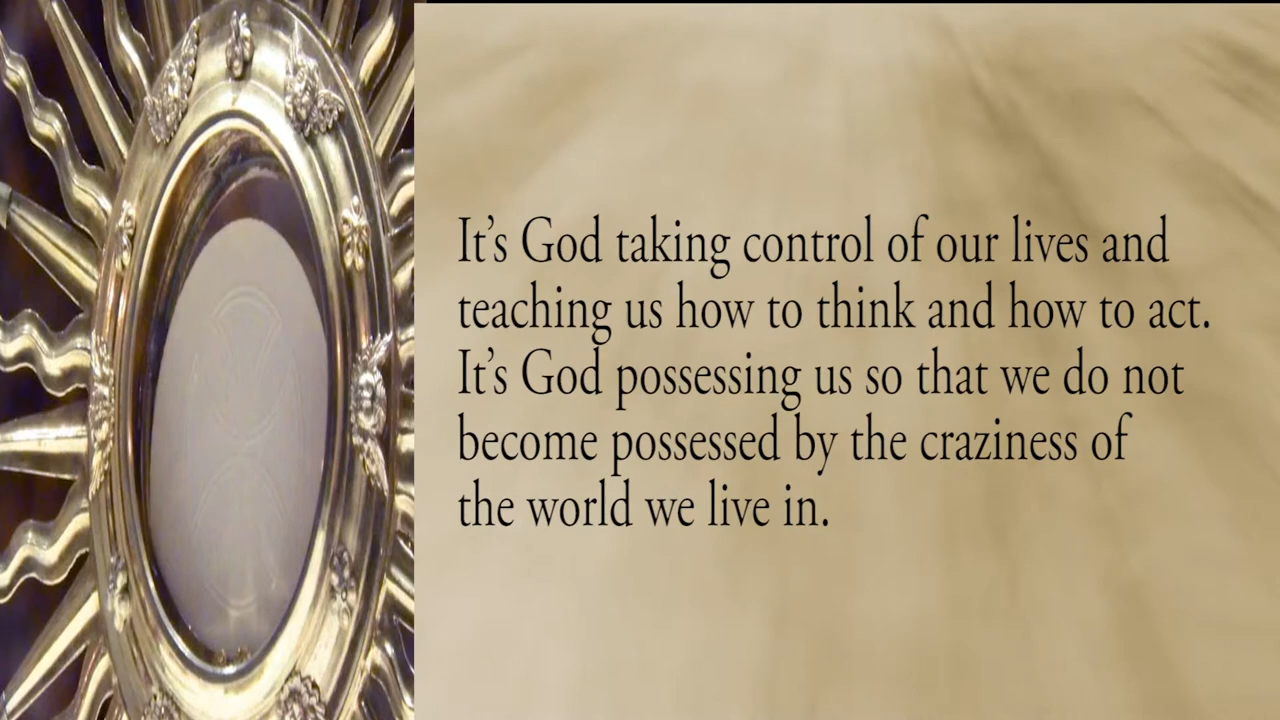 It’s God taking control of our lives and
teaching us how to think and how to act.
It’s God possessing us so that we do not
become possessed by the craziness of
the world we live in.